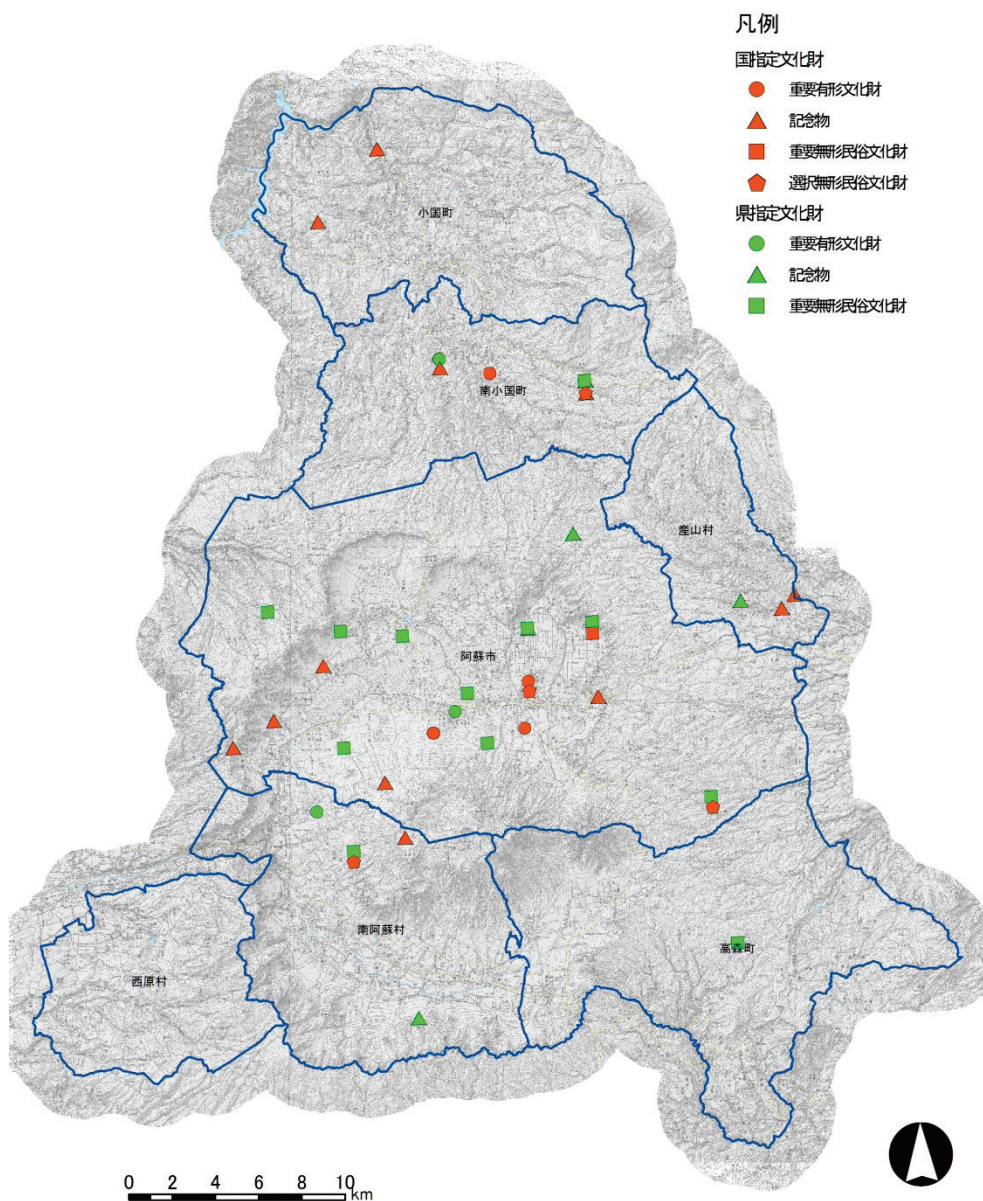 凡例
国指定文化財
重要有形文化財
記念物
重要無形民俗文化財
選択無形民俗文化財
県指定文化財
重要有形文化財
記念物
重要無形民俗文化財
小国町
南小国町
産山村
阿蘇市
南阿蘇村
高森町
西原村
0 2 4 6 8 10
km